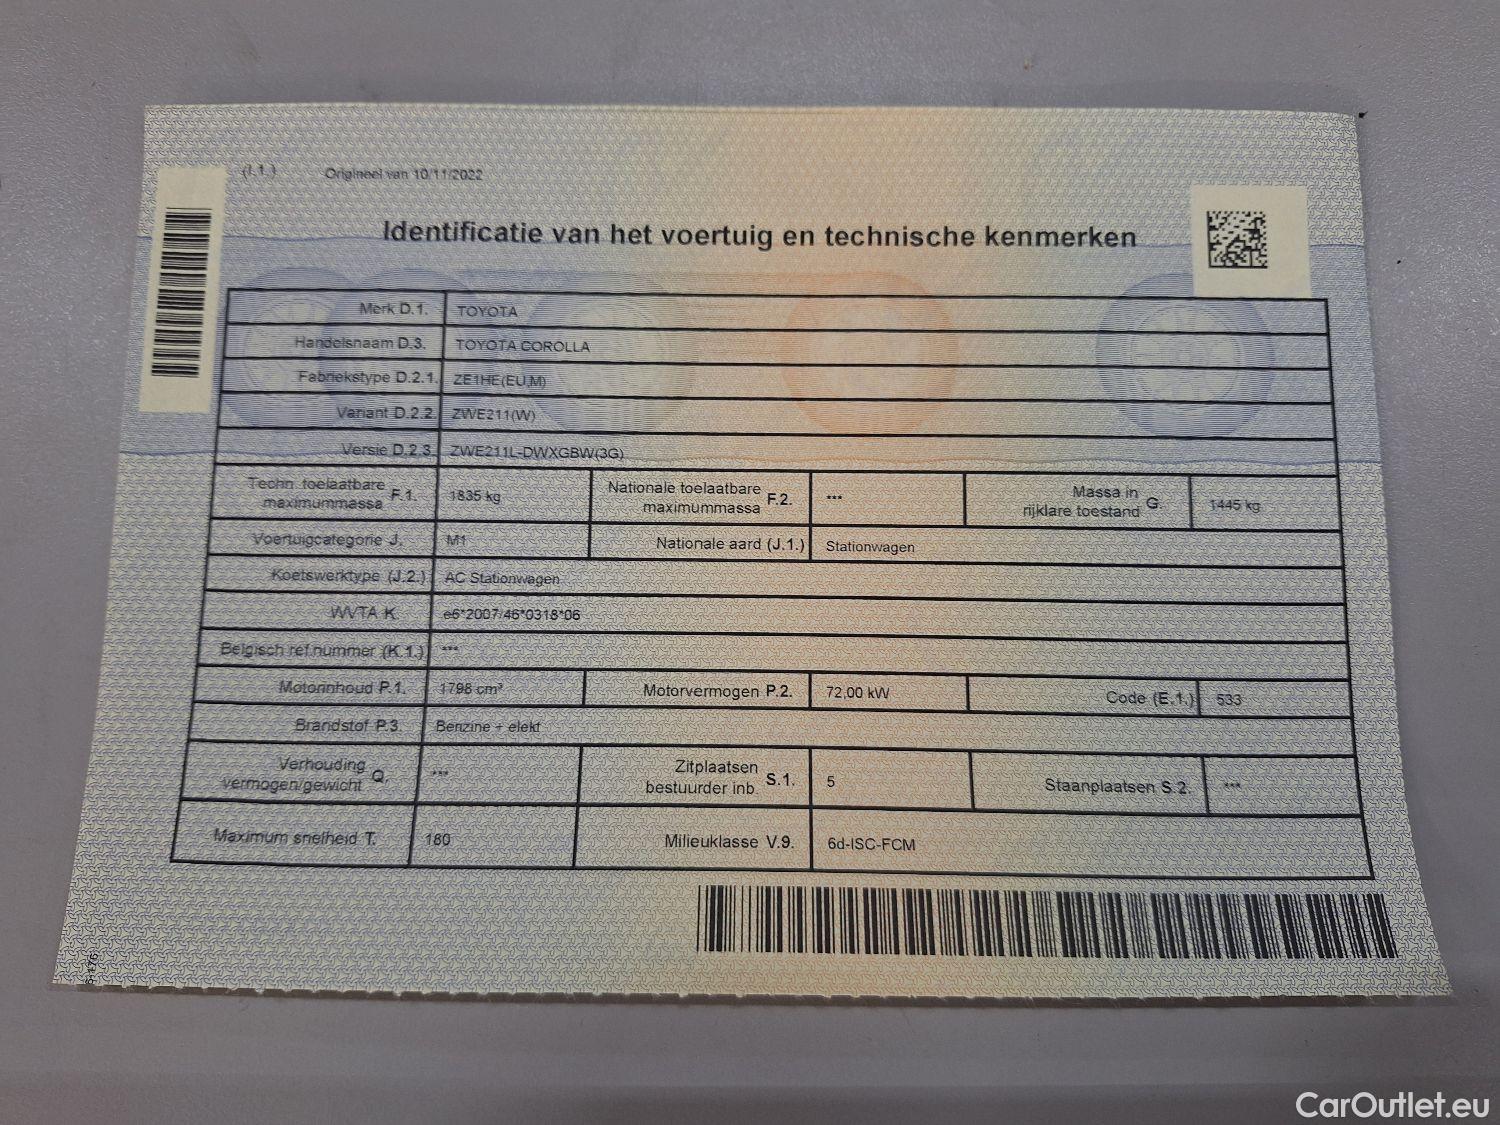 (I.1.) Origineel van 10/11/2022
Identificatie van het voertuig en technische kenmerken
Merk D.1. TOYOTA
Handelsnaam D.3. TOYOTA COROLLA
Fabriekstype D.2.1. ZE1HE(EU,M)
Variant D.2.2. ZWE211(W)
Versie D.2.3. ZWE211L-DWXGBW(3G)
Techn. toelaatbare maximummassa F.1. 1835 kg Nationale toelaatbare maximummassa F.2. *** Massa in rijklare toestand G. 1445 kg
Voertuigcategorie J. M1 Nationale aard (J.1.) Stationwagen
Koetswerktype (J.2.) AC Stationwagen
WVTA K. e6*2007/46*0318*06
Belgisch ref.nummer (K.1.) ***
Motorinhoud P.1. 1798 cm³ Motorvermogen P.2. 72,00 kW Code (E.1.) 533
Brandstof P.3. Benzine + elekt
Verhouding vermogen/gewicht Q. *** Zitplaatsen bestuurder inb. S.1. 5 Staanplaatsen S.2. ***
Maximum snelheid T. 180 Milieuklasse V.9. 6d-ISC-FCM
CarOutlet.eu